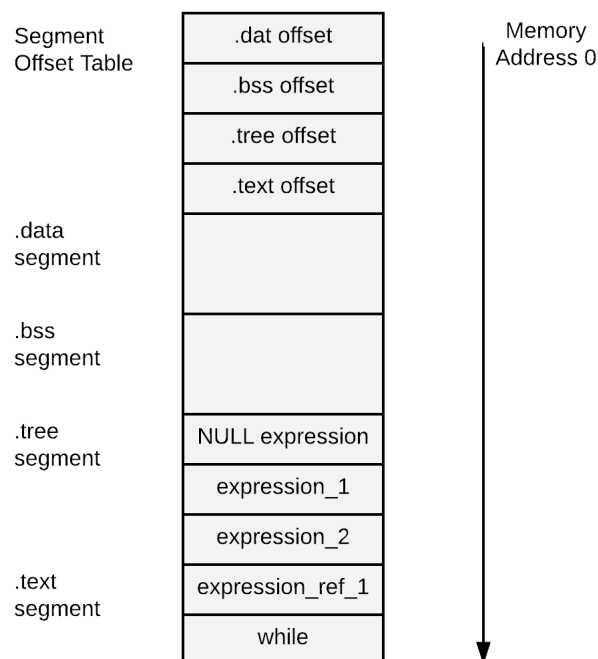 Segment
Offset Table
.dat offset
Memory
Address 0
.bss offset
.tree offset
.text offset
.data
segment
.bss
segment
.tree
segment
NULL expression
expression_1
expression_2
.text
segment
expression_ref_1
while